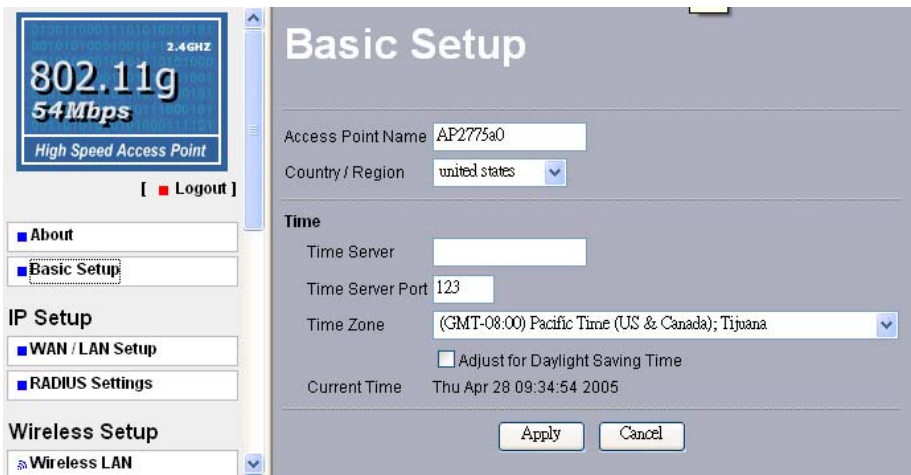 2.4GHZ
802.11g
54Mbps
High Speed Access Point
[ Logout ]
About
Basic Setup
IP Setup
WAN / LAN Setup
RADIUS Settings
Wireless Setup
Wireless LAN
Basic Setup
Access Point Name AP2775a0
Country / Region united states
Time
Time Server
Time Server Port 123
Time Zone (GMT-08:00) Pacific Time (US & Canada); Tijuana
Adjust for Daylight Saving Time
Current Time Thu Apr 28 09:34:54 2005
Apply Cancel